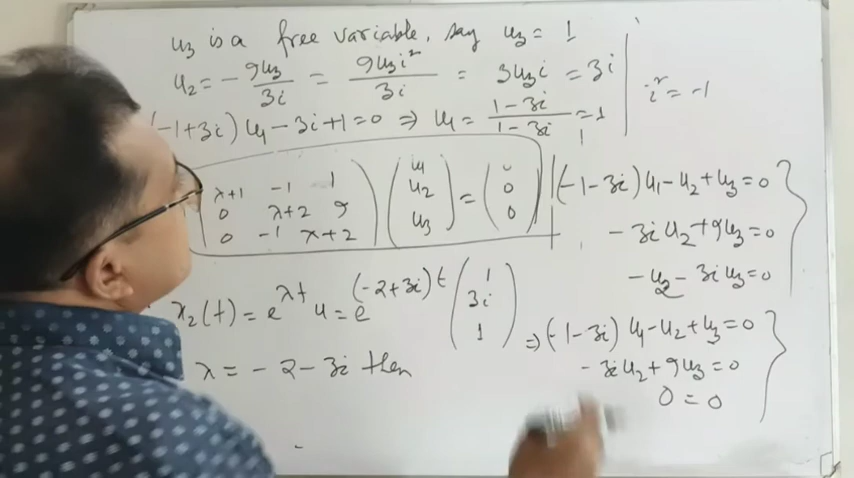 u₃ is a free variable, say u₃ = 1
u₂ = - 9u₃/3i = 9u₃i²/3i = 3u₃i = 3i
i² = -1
(-1+3i) u₁ - 3i + 1 = 0 ⇒ u₁ = 1-3i/1-3i = 1
λ+1 -1 1
0 λ+2 9
0 -1 λ+2
u₁
u₂
u₃
=
0
0
0
(-1-3i) u₁ - u₂ + u₃ = 0
- 3i u₂ + 9u₃ = 0
- u₂ - 3i u₃ = 0
x₂(t) = e^λt u = e^(-2+3i)t
1
3i
1
⇒ (-1-3i) u₁ - u₂ + u₃ = 0
- 3i u₂ + 9u₃ = 0
0 = 0
λ = - 2 - 3i then